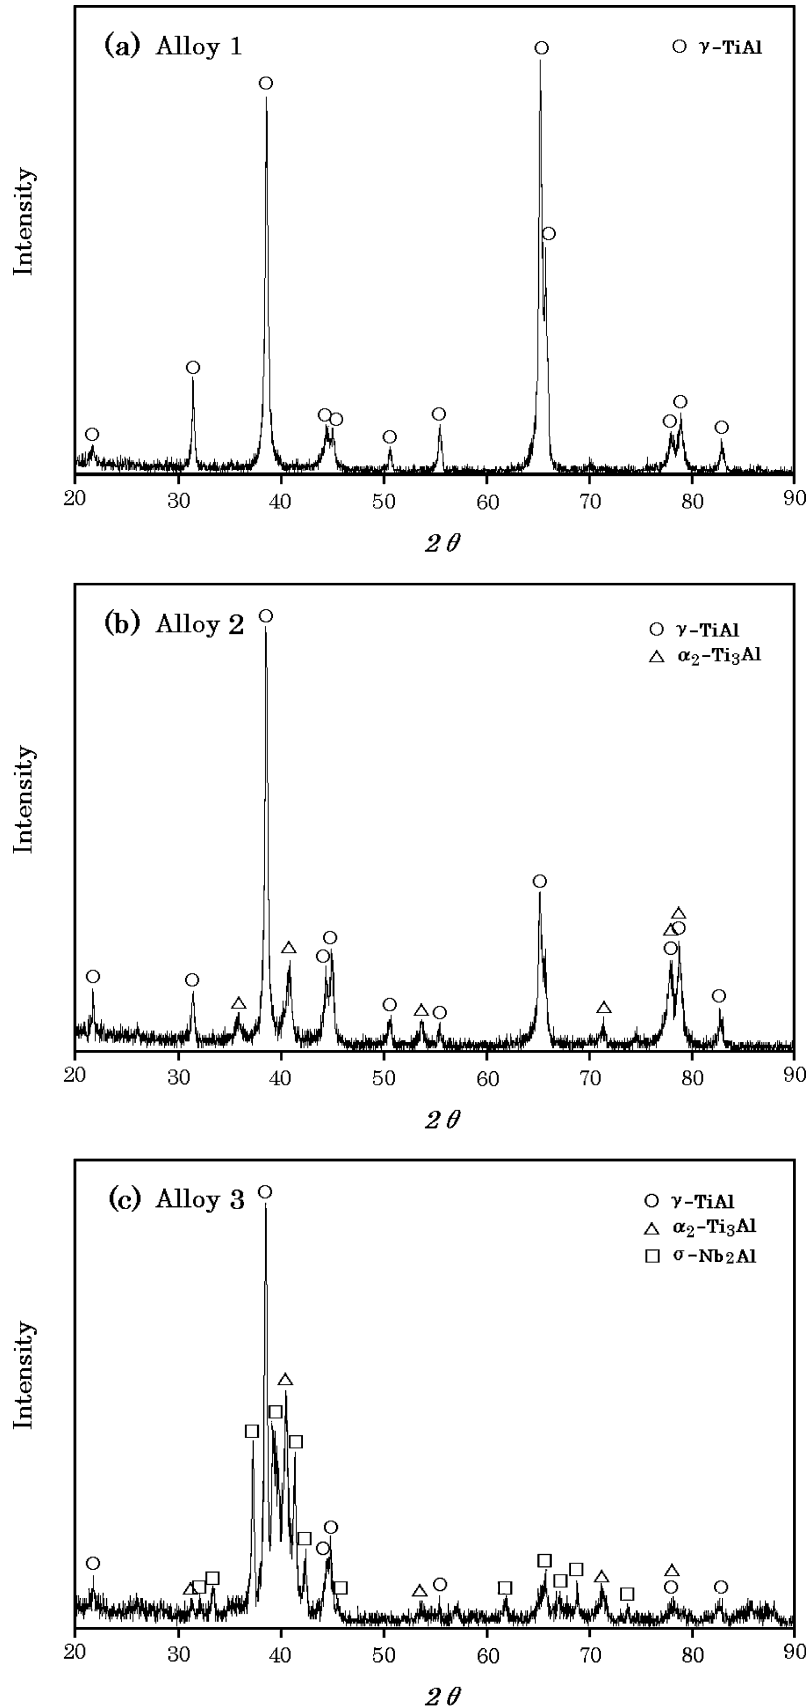 (a) Alloy 1
○ γ-TiAl
Intensity
20 30 40 50 60 70 80 90
2θ
(b) Alloy 2
○ γ-TiAl
△ α₂-Ti₃Al
Intensity
20 30 40 50 60 70 80 90
2θ
(c) Alloy 3
○ γ-TiAl
△ α₂-Ti₃Al
□ σ-Nb₂Al
Intensity
20 30 40 50 60 70 80 90
2θ